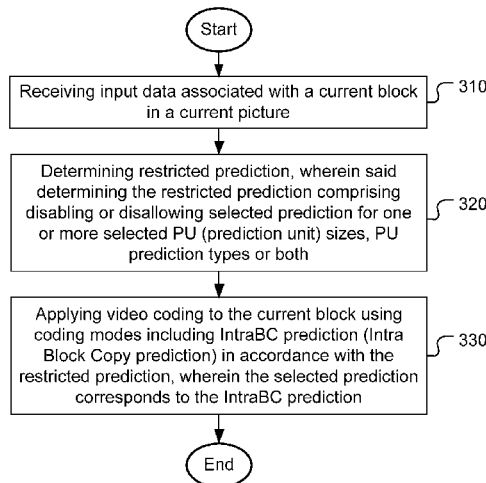 Start
Receiving input data associated with a current block
in a current picture
310
Determining restricted prediction, wherein said
determining the restricted prediction comprising
disabling or disallowing selected prediction for one
or more selected PU (prediction unit) sizes, PU
prediction types or both
320
Applying video coding to the current block using
coding modes including IntraBC prediction (Intra
Block Copy prediction) in accordance with the
restricted prediction, wherein the selected prediction
corresponds to the IntraBC prediction
330
End